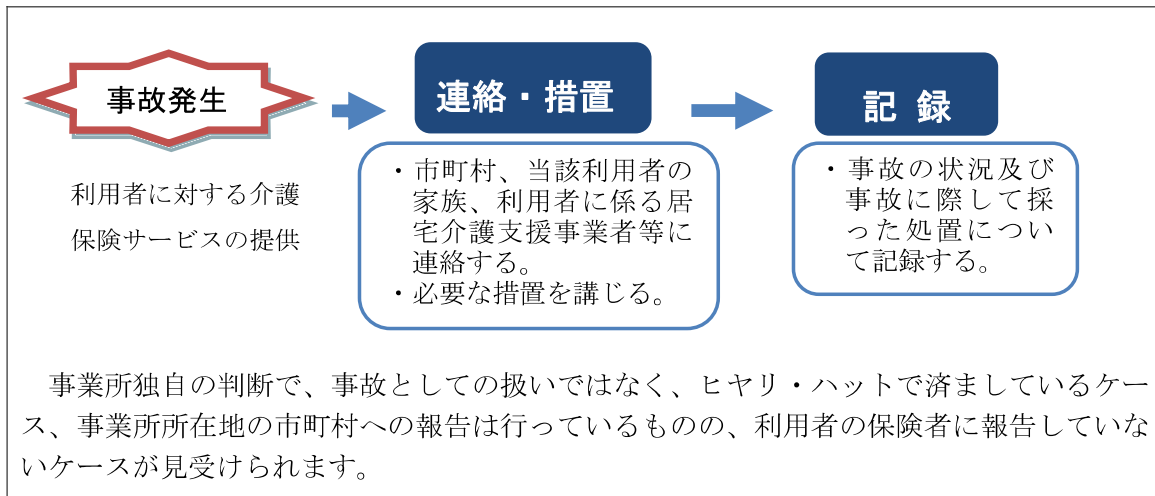 事故発生
利用者に対する介護
保険サービスの提供
連絡・措置
・市町村、当該利用者の
家族、利用者に係る居
宅介護支援事業者等に
連絡する。
・必要な措置を講じる。
記 録
・事故の状況及び
事故に際して採
った処置につい
て記録する。
事業所独自の判断で、事故としての扱いではなく、ヒヤリ・ハットで済ましているケー
ス、事業所所在地の市町村への報告は行っているものの、利用者の保険者に報告していな
いケースが見受けられます。